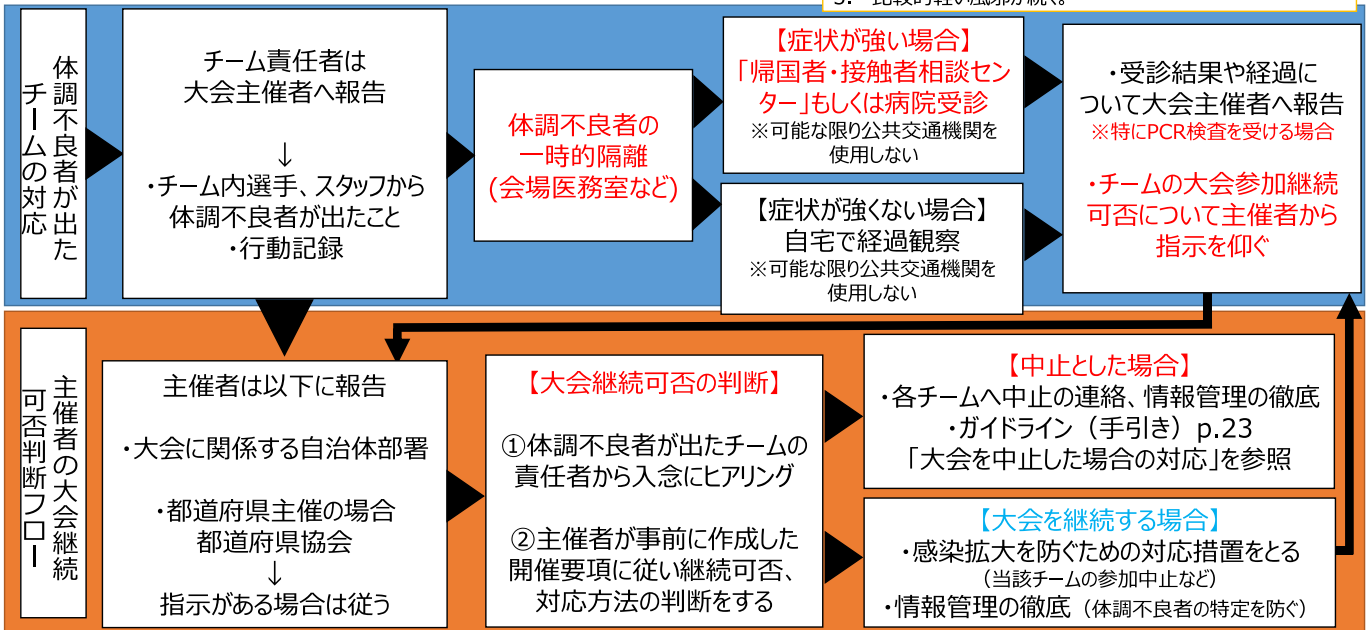 3. 比較的軽い風邪が続く。
体調不良者が出た
チームの対応
チーム責任者は
大会主催者へ報告
↓
・チーム内選手、スタッフから
体調不良者が出たこと
・行動記録
体調不良者の
一時的隔離
(会場医務室など)
【症状が強い場合】
「帰国者・接触者相談セン
ター」もしくは病院受診
※可能な限り公共交通機関を
使用しない
【症状が強くない場合】
自宅で経過観察
※可能な限り公共交通機関を
使用しない
・受診結果や経過に
ついて大会主催者へ報告
※特にPCR検査を受ける場合
・チームの大会参加継続
可否について主催者から
指示を仰ぐ
主催者の大会継続
可否判断フロー
主催者は以下に報告
・大会に関係する自治体部署
・都道府県主催の場合
都道府県協会
↓
指示がある場合は従う
【大会継続可否の判断】
①体調不良者が出たチームの
責任者から入念にヒアリング
②主催者が事前に作成した
開催要項に従い継続可否、
対応方法の判断をする
【中止とした場合】
・各チームへ中止の連絡、情報管理の徹底
・ガイドライン（手引き）p.23
「大会を中止した場合の対応」を参照
【大会を継続する場合】
・感染拡大を防ぐための対応措置をとる
（当該チームの参加中止など）
・情報管理の徹底（体調不良者の特定を防ぐ）